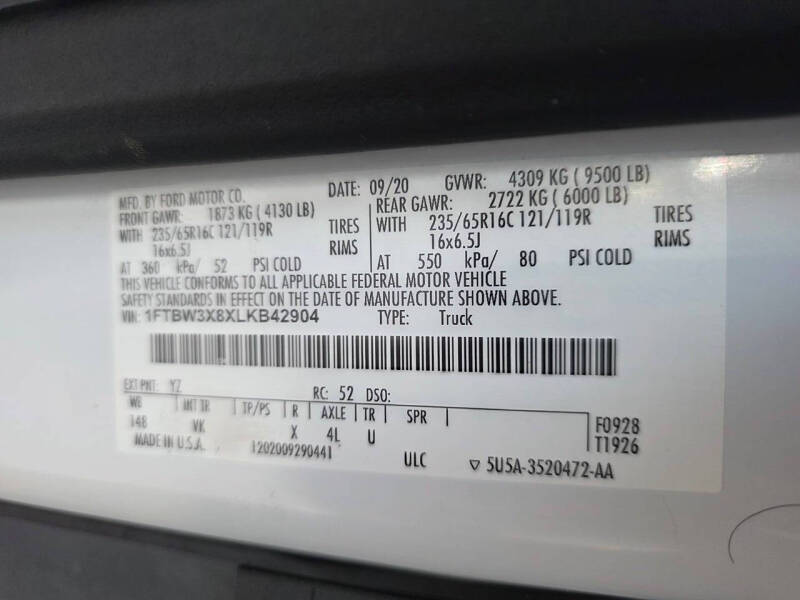 MFD. BY FORD MOTOR CO. DATE: 09/20 GVWR: 4309 KG ( 9500 LB)
FRONT GAWR: 1873 KG ( 4130 LB) REAR GAWR: 2722 KG ( 6000 LB)
WITH 235/65R16C 121/119R TIRES WITH 235/65R16C 121/119R TIRES
16x6.5J RIMS 16x6.5J RIMS
AT 360 kPa/ 52 PSI COLD AT 550 kPa/ 80 PSI COLD
THIS VEHICLE CONFORMS TO ALL APPLICABLE FEDERAL MOTOR VEHICLE
SAFETY STANDARDS IN EFFECT ON THE DATE OF MANUFACTURE SHOWN ABOVE.
VIN: 1FTBW3X8XLKB42904 TYPE: Truck
EXT PNT: YZ RC: 52 DSO:
WB INT TR TP/PS R AXLE TR SPR
148 VK X 4L U
F0928
T1926
MADE IN U.S.A. 1202009290441 ULC ▽ 5U5A-3520472-AA